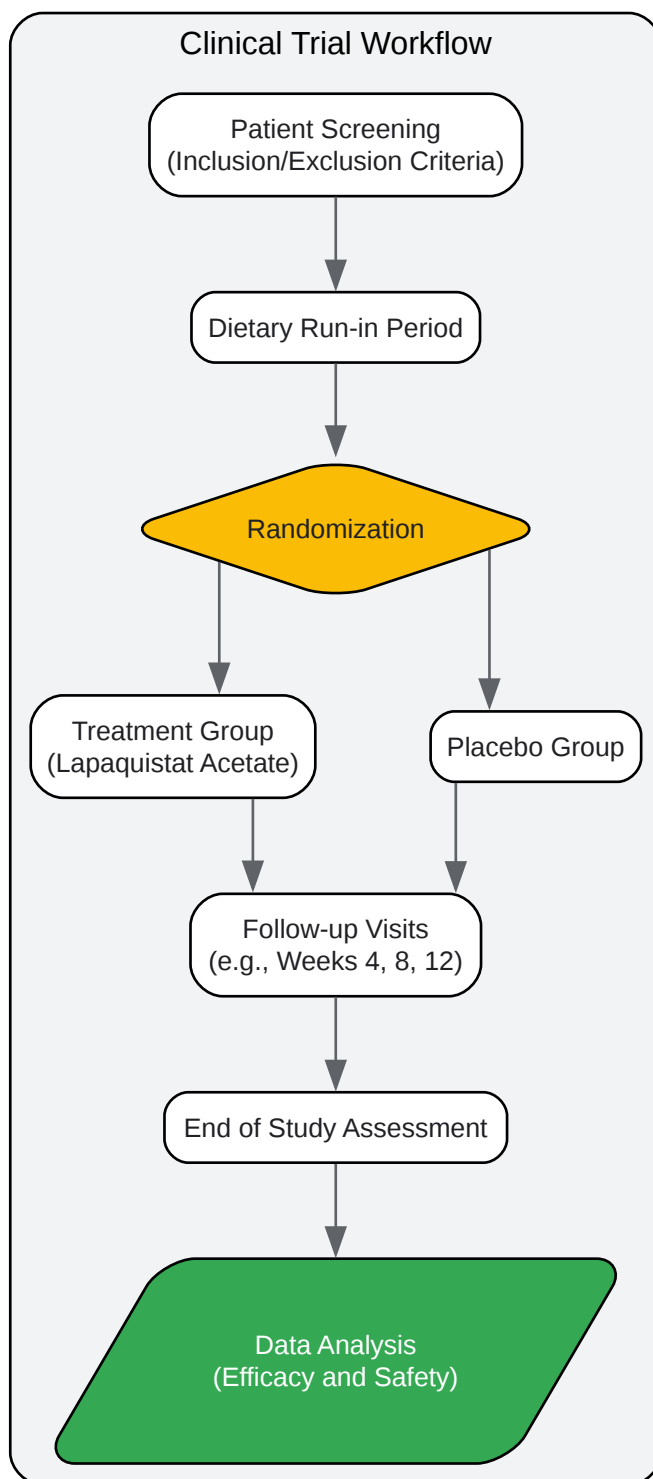 Clinical Trial Workflow
Patient Screening
(Inclusion/Exclusion Criteria)
Dietary Run-in Period
Randomization
Treatment Group
(Lapaquistat Acetate)
Placebo Group
Follow-up Visits
(e.g., Weeks 4, 8, 12)
End of Study Assessment
Data Analysis
(Efficacy and Safety)